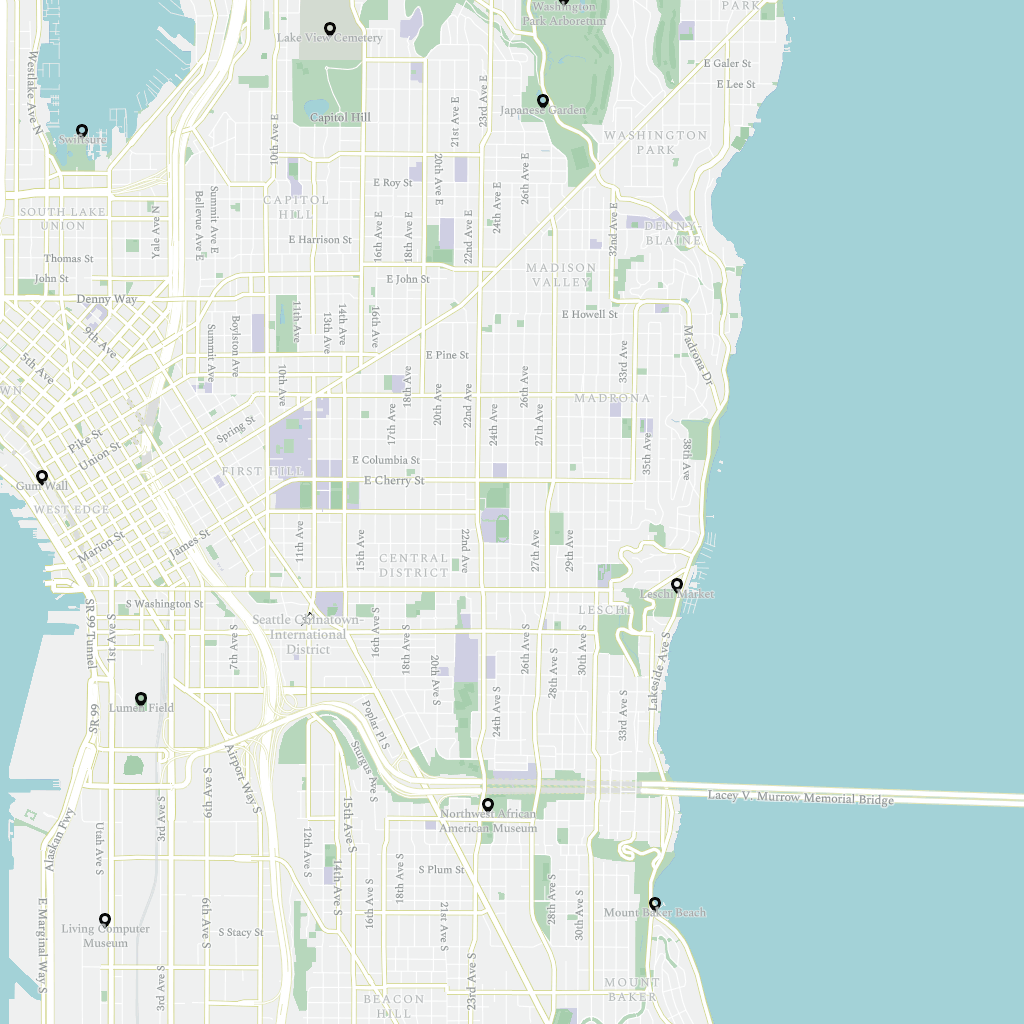 Washington
Park Arboretum
PARK
Lake View Cemetery
E Galer St
E Lee St
Westlake Ave N
Swiftsure
Capitol Hill
Japanese Garden
23rd Ave E
21st Ave E
10th Ave E
WASHINGTON
PARK
20th Ave E
26th Ave E
24th Ave E
E Roy St
CAPITOL
HILL
SOUTH LAKE
UNION
Yale Ave N
Bellevue Ave E
Summit Ave E
16th Ave E
18th Ave E
22nd Ave E
32nd Ave E
DENNY-
BLAINE
E Harrison St
Thomas St
John St
E John St
MADISON
VALLEY
Denny Way
E Howell St
11th Ave
13th Ave
14th Ave
16th Ave
9th Ave
Summit Ave
Boylston Ave
5th Ave
E Pine St
33rd Ave
Madrona Dr
10th Ave
18th Ave
20th Ave
22nd Ave
26th Ave
WN
MADRONA
17th Ave
24th Ave
27th Ave
Spring St
Pike St
Union St
35th Ave
38th Ave
E Columbia St
FIRST HILL
E Cherry St
Gum Wall
WEST EDGE
Marion St
James St
11th Ave
15th Ave
22nd Ave
27th Ave
29th Ave
CENTRAL
DISTRICT
S Washington St
Leschi Market
LESCHI
SR 99 Tunnel
1st Ave S
7th Ave S
Seattle Chinatown-
International
District
16th Ave S
18th Ave S
20th Ave S
26th Ave S
28th Ave S
30th Ave S
Lakeside Ave S
24th Ave S
33rd Ave S
Lumen Field
SR 99
Poplar Pl S
Sturgus Ave S
Airport Way S
Lacey V. Murrow Memorial Bridge
Northwest African
American Museum
Alaskan Fwy
Utah Ave S
3rd Ave S
6th Ave S
12th Ave S
15th Ave S
14th Ave S
16th Ave S
18th Ave S
S Plum St
21st Ave S
28th Ave S
30th Ave S
Mount Baker Beach
Living Computer
Museum
E Marginal Way S
6th Ave S
S Stacy St
3rd Ave S
23rd Ave S
BEACON
HILL
MOUNT
BAKER